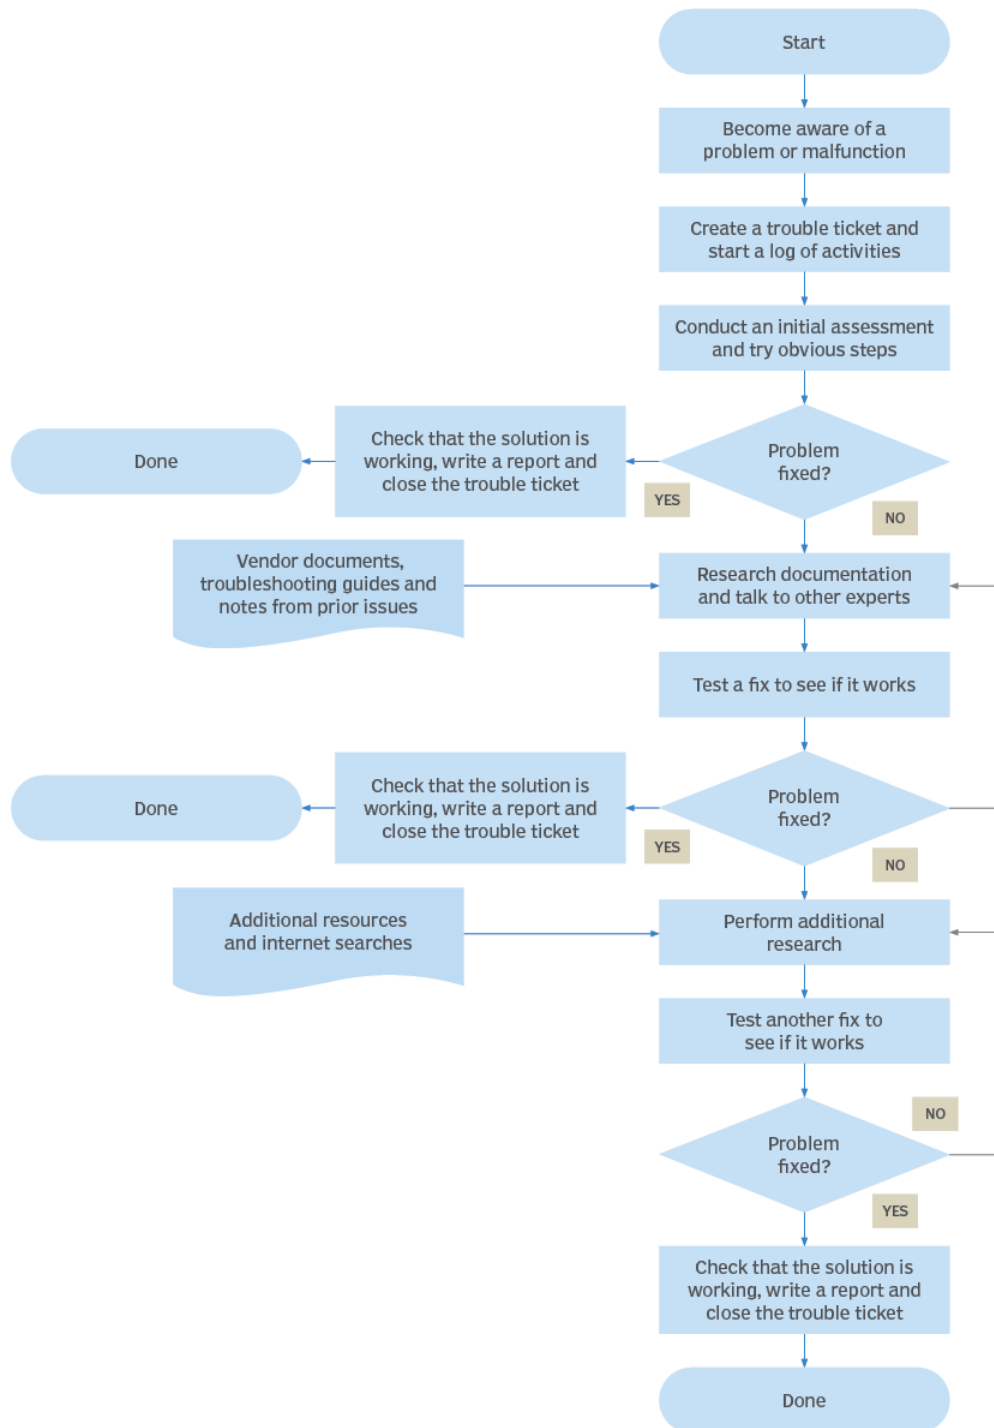 Start
Become aware of a
problem or malfunction
Create a trouble ticket and
start a log of activities
Conduct an initial assessment
and try obvious steps
Problem
fixed?
YES
NO
Check that the solution is
working, write a report and
close the trouble ticket
Done
Vendor documents,
troubleshooting guides and
notes from prior issues
Research documentation
and talk to other experts
Test a fix to see if it works
Problem
fixed?
YES
NO
Check that the solution is
working, write a report and
close the trouble ticket
Done
Additional resources
and internet searches
Perform additional
research
Test another fix to
see if it works
Problem
fixed?
NO
YES
Check that the solution is
working, write a report and
close the trouble ticket
Done